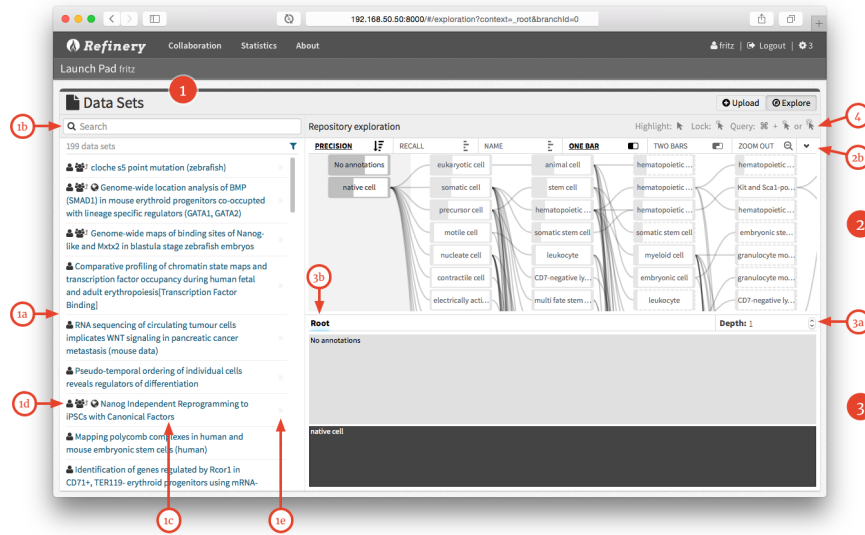 192.168.50.50:8000/#/exploration?context=_root&branchId=0
Refinery Collaboration Statistics About fritz | Logout | 3
Launch Pad fritz
1
Data Sets Upload Explore
1b Search Repository exploration Highlight: Lock: Query: ⌘ + or 4
199 data sets PRECISION RECALL NAME ONE BAR TWO BARS ZOOM OUT 2b
cloche s5 point mutation (zebrafish)
Genome-wide location analysis of BMP
(SMAD1) in mouse erythroid progenitors co-occupted
with lineage specific regulators (GATA1, GATA2)
Genome-wide maps of binding sites of Nanog-
like and Mxtx2 in blastula stage zebrafish embryos
Comparative profiling of chromatin state maps and
transcription factor occupancy during human fetal
and adult erythropoiesis[Transcription Factor
Binding]
1a
RNA sequencing of circulating tumour cells
implicates WNT signaling in pancreatic cancer
metastasis (mouse data)
Pseudo-temporal ordering of individual cells
reveals regulators of differentiation
1d Nanog Independent Reprogramming to
iPSCs with Canonical Factors
Mapping polycomb complexes in human and
mouse embryonic stem cells (human)
Identification of genes regulated by Rcor1 in
CD71+, TER119- erythroid progenitors using mRNA-
1c 1e
No annotations eukaryotic cell animal cell hematopoietic ... hematopoietic...
native cell somatic cell stem cell hematopoietic... Kit and Sca1-po...
precursor cell hematopoietic ... hematopoietic... hematopoietic...
motile cell somatic stem cell somatic stem cell embryonic ste...
2
nucleate cell leukocyte myeloid cell granulocyte mo...
3b contractile cell CD7-negative ly... embryonic cell granulocyte mo...
electrically acti... multi fate stem ... leukocyte CD7-negative ly...
Root Depth: 1 3a
No annotations
3
native cell